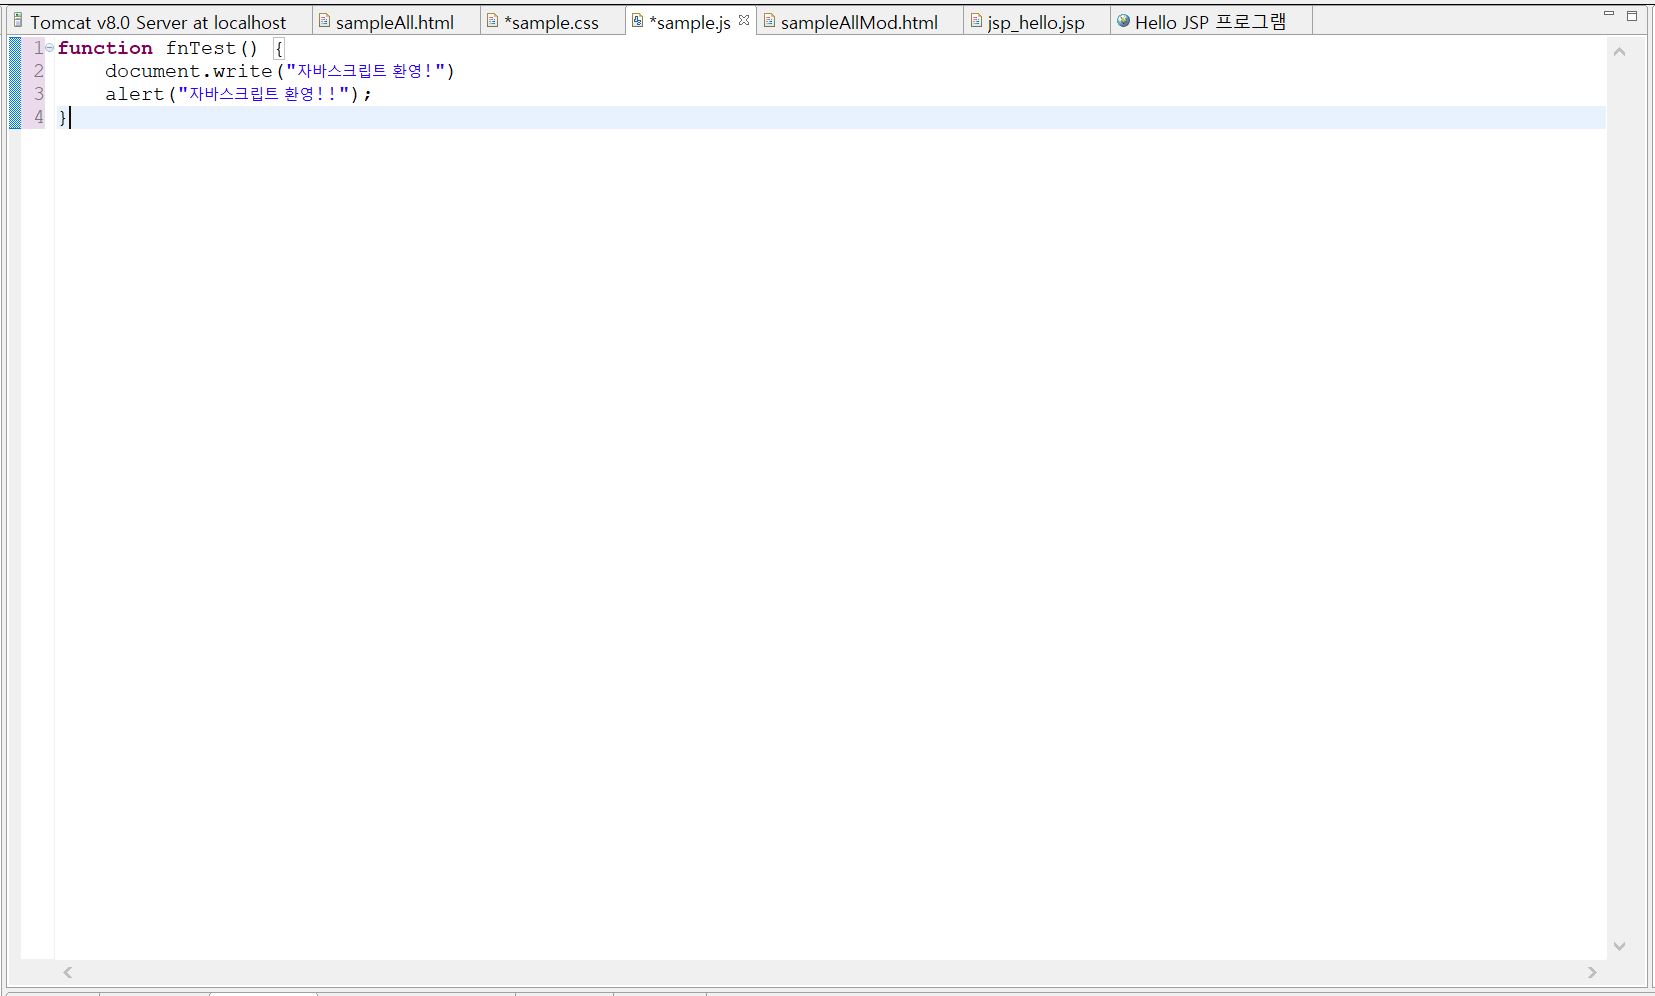 Tomcat v8.0 Server at localhost sampleAll.html *sample.css *sample.js sampleAllMod.html jsp_hello.jsp Hello JSP 프로그램
1 function fnTest() {
2     document.write("자바스크립트 환영!")
3     alert("자바스크립트 환영!!");
4 }